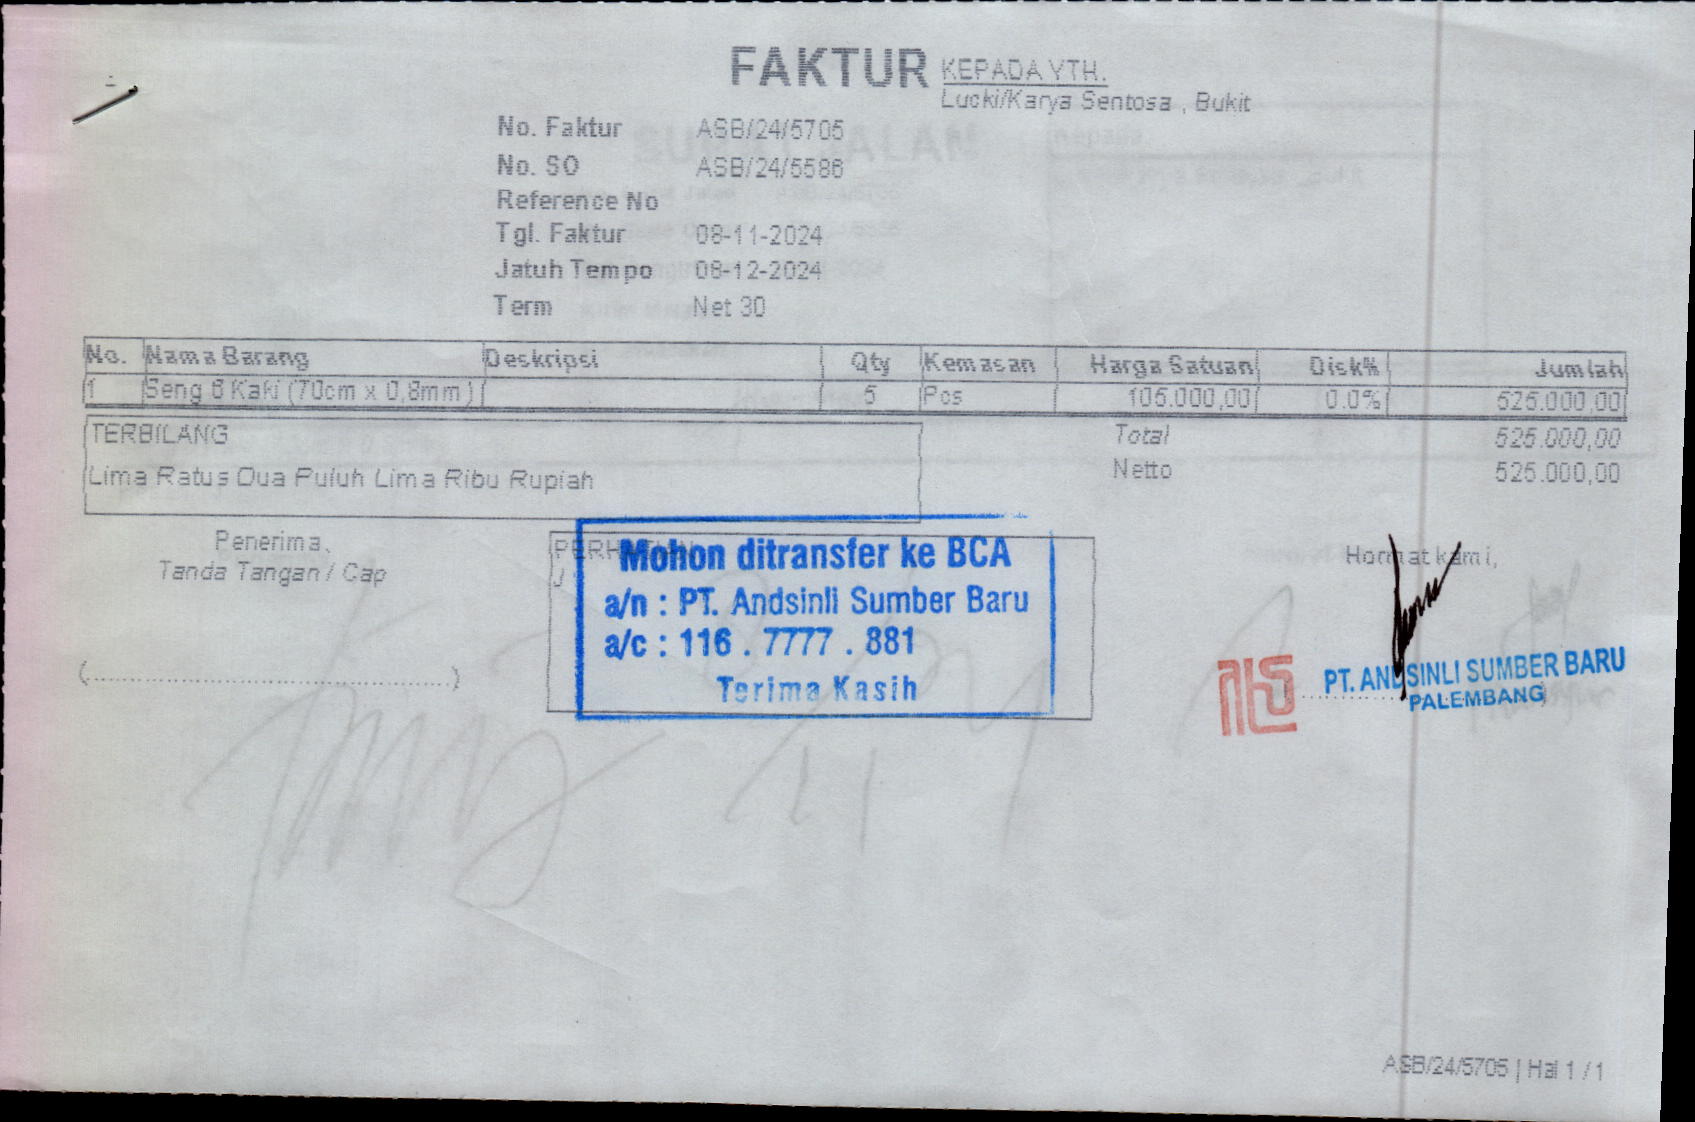 FAKTUR
KEPADA YTH.
Lucki/Karya Sentosa , Bukit
No. Faktur ASB/24/5705
No. SO ASB/24/5586
Reference No
Tgl. Faktur 08-11-2024
Jatuh Tempo 08-12-2024
Term Net 30
No. Nama Barang Deskripsi Qty Kemasan Harga Satuan Disk% Jumlah
1 Seng 6 Kaki (70cm x 0,8mm) 5 Pcs 105.000,00 0.0% 525.000,00
TERBILANG
Lima Ratus Dua Puluh Lima Ribu Rupiah
Total 525.000,00
Netto 525.000,00
Penerima,
Tanda Tangan / Cap
(..................................................)
Mohon ditransfer ke BCA
a/n : PT. Andsinli Sumber Baru
a/c : 116 . 7777 . 881
Terima Kasih
Hormat kami,
PT. ANDSINLI SUMBER BARU
PALEMBANG
ASB/24/5705 | Hal 1 / 1